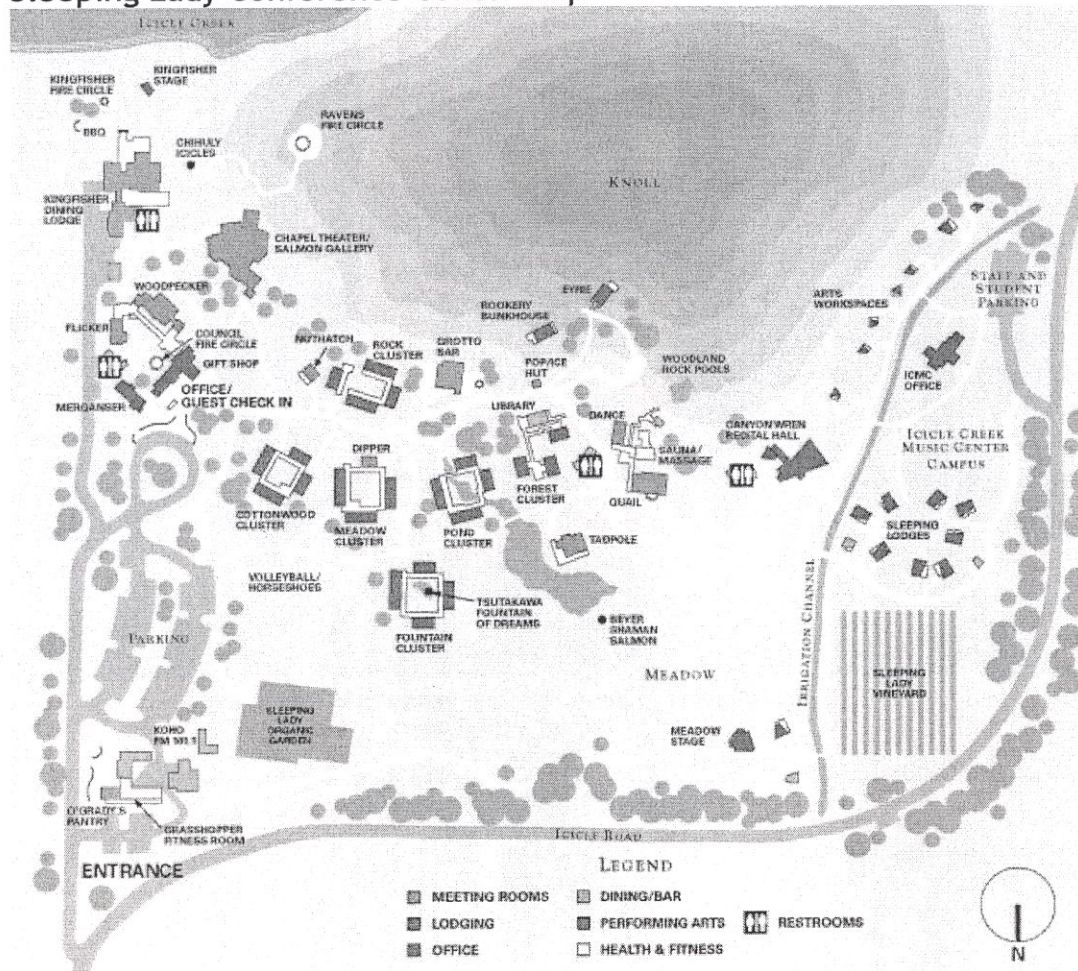 ICICLE CREEK
KINGFISHER
STAGE
KINGFISHER
FIRE CIRCLE
BBQ
CHIHULY
ICICLES
RAVENS
FIRE CIRCLE
KNOLL
KINGFISHER
DINING
LODGE
CHAPEL THEATER/
SALMON GALLERY
WOODPECKER
FLICKER
COUNCIL
FIRE CIRCLE
GIFT SHOP
OFFICE/
GUEST CHECK IN
MERGANSER
NUTHATCH
ROCK
CLUSTER
GROTTO
BAR
ROOKERY
BUNKHOUSE
EYRIE
POP/ICE
HUT
WOODLAND
ROCK POOLS
ARTS
WORKSPACES
STAFF AND
STUDENT
PARKING
ICMC
OFFICE
LIBRARY
DANCE
SAUNA/
MASSAGE
CANYON WREN
RECITAL HALL
ICICLE CREEK
MUSIC CENTER
CAMPUS
DIPPER
COTTONWOOD
CLUSTER
MEADOW
CLUSTER
POND
CLUSTER
FOREST
CLUSTER
QUAIL
TADPOLE
SLEEPING
LODGES
VOLLEYBALL/
HORSESHOES
TSUTAKAWA
FOUNTAIN
OF DREAMS
FOUNTAIN
CLUSTER
BEYER
SHAMAN
SALMON
PARKING
MEADOW
IRRIGATION CHANNEL
SLEEPING
LADY
VINEYARD
SLEEPING
LADY
ORGANIC
GARDEN
MEADOW
STAGE
KOHO
FM 101.1
O'GRADY'S
PANTRY
GRASSHOPPER
FITNESS ROOM
ICICLE ROAD
ENTRANCE
LEGEND
MEETING ROOMS
DINING/BAR
LODGING
PERFORMING ARTS
RESTROOMS
OFFICE
HEALTH & FITNESS
N